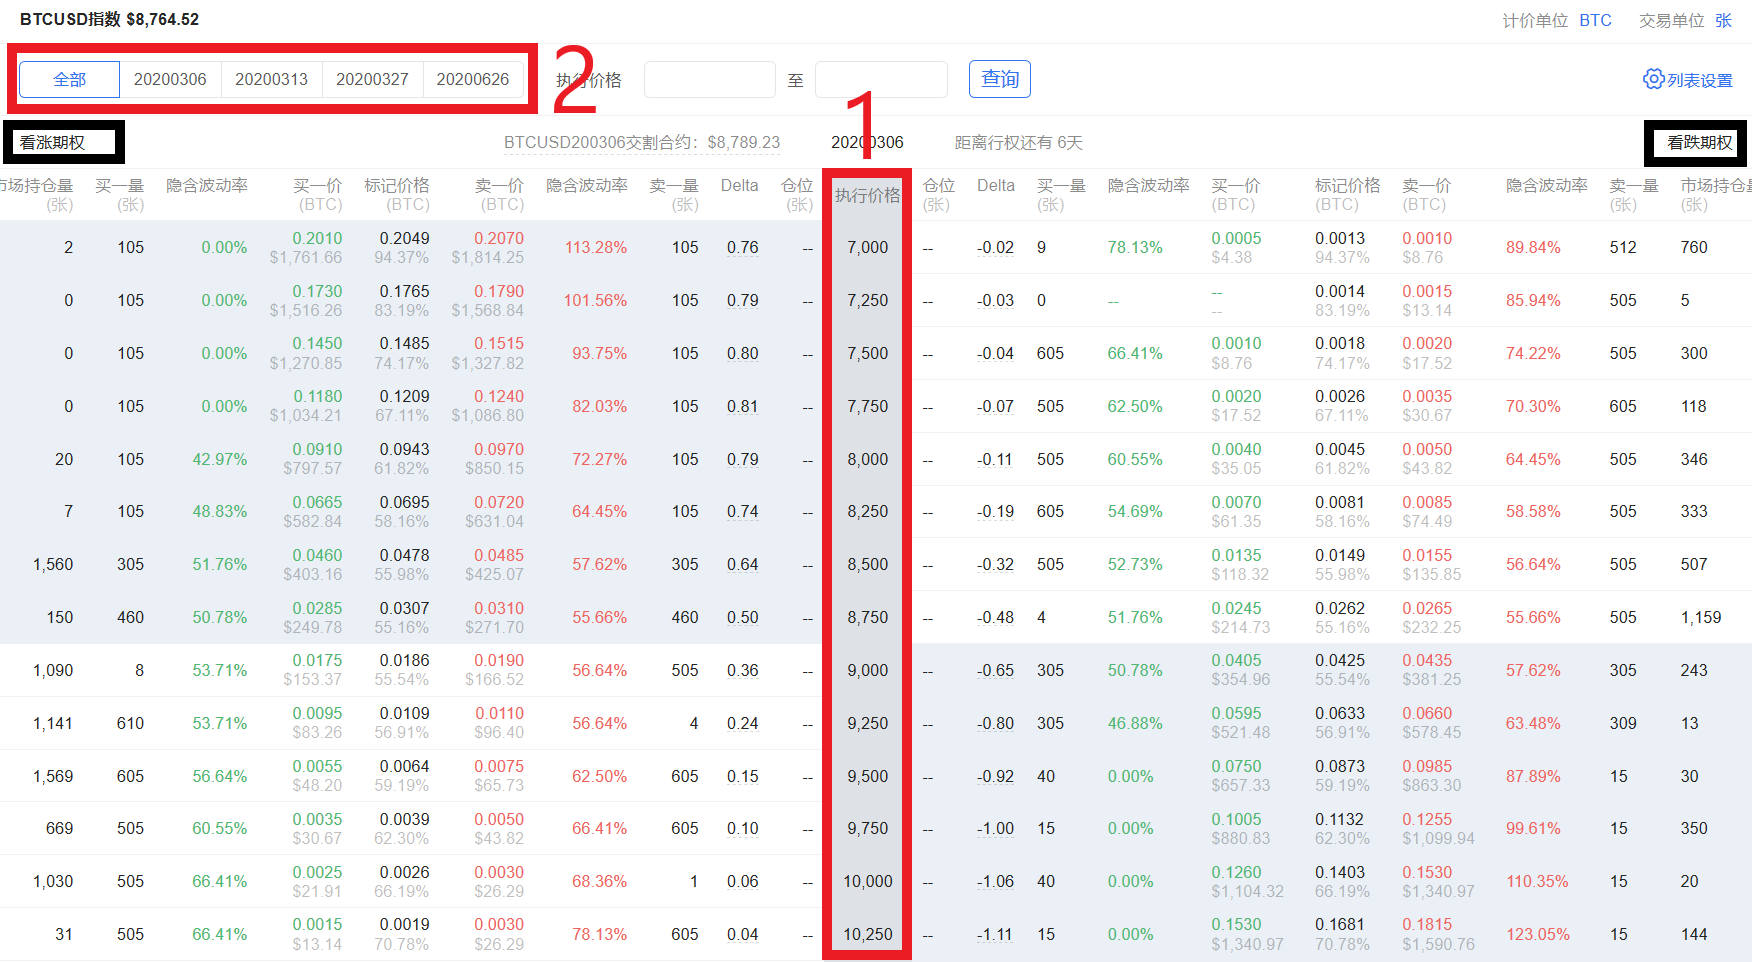 BTCUSD指数 $8,764.52 计价单位 BTC 交易单位 张
全部 20200306 20200313 20200327 20200626 2 执行价格 至 查询 列表设置
1
看涨期权 BTCUSD200306交割合约：$8,789.23 20200306 距离行权还有 6天 看跌期权
市场持仓量 买一量 隐含波动率 买一价 标记价格 卖一价 隐含波动率 卖一量 Delta 仓位 执行价格 仓位 Delta 买一量 隐含波动率 买一价 标记价格 卖一价 隐含波动率 卖一量 市场持仓量
(张) (张) (BTC) (BTC) (BTC) (张) (张) (张) (张) (BTC) (BTC) (BTC) (张) (张)
2 105 0.00% 0.2010 0.2049 0.2070 113.28% 105 0.76 -- 7,000 -- -0.02 9 78.13% 0.0005 0.0013 0.0010 89.84% 512 760
$1,761.66 94.37% $1,814.25 $4.38 94.37% $8.76
0 105 0.00% 0.1730 0.1765 0.1790 101.56% 105 0.79 -- 7,250 -- -0.03 0 -- -- 0.0014 0.0015 85.94% 505 5
$1,516.26 83.19% $1,568.84 -- 83.19% $13.14
0 105 0.00% 0.1450 0.1485 0.1515 93.75% 105 0.80 -- 7,500 -- -0.04 605 66.41% 0.0010 0.0018 0.0020 74.22% 505 300
$1,270.85 74.17% $1,327.82 $8.76 74.17% $17.52
0 105 0.00% 0.1180 0.1209 0.1240 82.03% 105 0.81 -- 7,750 -- -0.07 505 62.50% 0.0020 0.0026 0.0035 70.30% 605 118
$1,034.21 67.11% $1,086.80 $17.52 67.11% $30.67
20 105 42.97% 0.0910 0.0943 0.0970 72.27% 105 0.79 -- 8,000 -- -0.11 505 60.55% 0.0040 0.0045 0.0050 64.45% 505 346
$797.57 61.82% $850.15 $35.05 61.82% $43.82
7 105 48.83% 0.0665 0.0695 0.0720 64.45% 105 0.74 -- 8,250 -- -0.19 605 54.69% 0.0070 0.0081 0.0085 58.58% 505 333
$582.84 58.16% $631.04 $61.35 58.16% $74.49
1,560 305 51.76% 0.0460 0.0478 0.0485 57.62% 305 0.64 -- 8,500 -- -0.32 505 52.73% 0.0135 0.0149 0.0155 56.64% 505 507
$403.16 55.98% $425.07 $118.32 55.98% $135.85
150 460 50.78% 0.0285 0.0307 0.0310 55.66% 460 0.50 -- 8,750 -- -0.48 4 51.76% 0.0245 0.0262 0.0265 55.66% 505 1,159
$249.78 55.16% $271.70 $214.73 55.16% $232.25
1,090 8 53.71% 0.0175 0.0186 0.0190 56.64% 505 0.36 -- 9,000 -- -0.65 305 50.78% 0.0405 0.0425 0.0435 57.62% 305 243
$153.37 55.54% $166.52 $354.96 55.54% $381.25
1,141 610 53.71% 0.0095 0.0109 0.0110 56.64% 4 0.24 -- 9,250 -- -0.80 305 46.88% 0.0595 0.0633 0.0660 63.48% 309 13
$83.26 56.91% $96.40 $521.48 56.91% $578.45
1,569 605 56.64% 0.0055 0.0064 0.0075 62.50% 605 0.15 -- 9,500 -- -0.92 40 0.00% 0.0750 0.0873 0.0985 87.89% 15 30
$48.20 59.19% $65.73 $657.33 59.19% $863.30
669 505 60.55% 0.0035 0.0039 0.0050 66.41% 605 0.10 -- 9,750 -- -1.00 15 0.00% 0.1005 0.1132 0.1255 99.61% 15 350
$30.67 62.30% $43.82 $880.83 62.30% $1,099.94
1,030 505 66.41% 0.0025 0.0026 0.0030 68.36% 1 0.06 -- 10,000 -- -1.06 40 0.00% 0.1260 0.1403 0.1530 110.35% 15 20
$21.91 66.19% $26.29 $1,104.32 66.19% $1,340.97
31 505 66.41% 0.0015 0.0019 0.0030 78.13% 605 0.04 -- 10,250 -- -1.11 15 0.00% 0.1530 0.1681 0.1815 123.05% 15 144
$13.14 70.78% $26.29 $1,340.97 70.78% $1,590.76